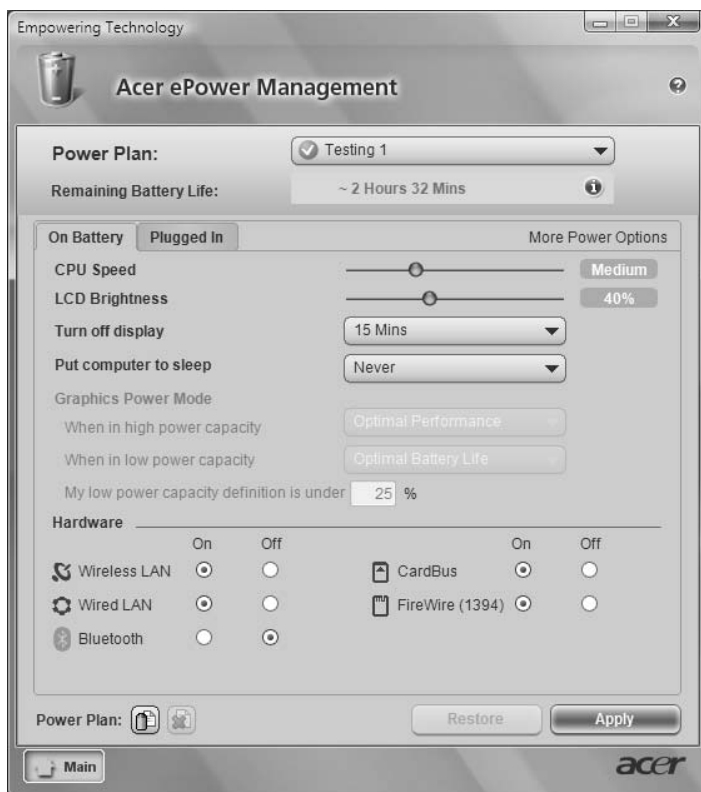 Empowering Technology
Acer ePower Management
Power Plan: Testing 1
Remaining Battery Life: ~ 2 Hours 32 Mins
On Battery Plugged In More Power Options
CPU Speed Medium
LCD Brightness 40%
Turn off display 15 Mins
Put computer to sleep Never
Graphics Power Mode
When in high power capacity Optimal Performance
When in low power capacity Optimal Battery Life
My low power capacity definition is under 25 %
Hardware
On Off On Off
Wireless LAN CardBus
Wired LAN FireWire (1394)
Bluetooth
Power Plan: Restore Apply
Main acer